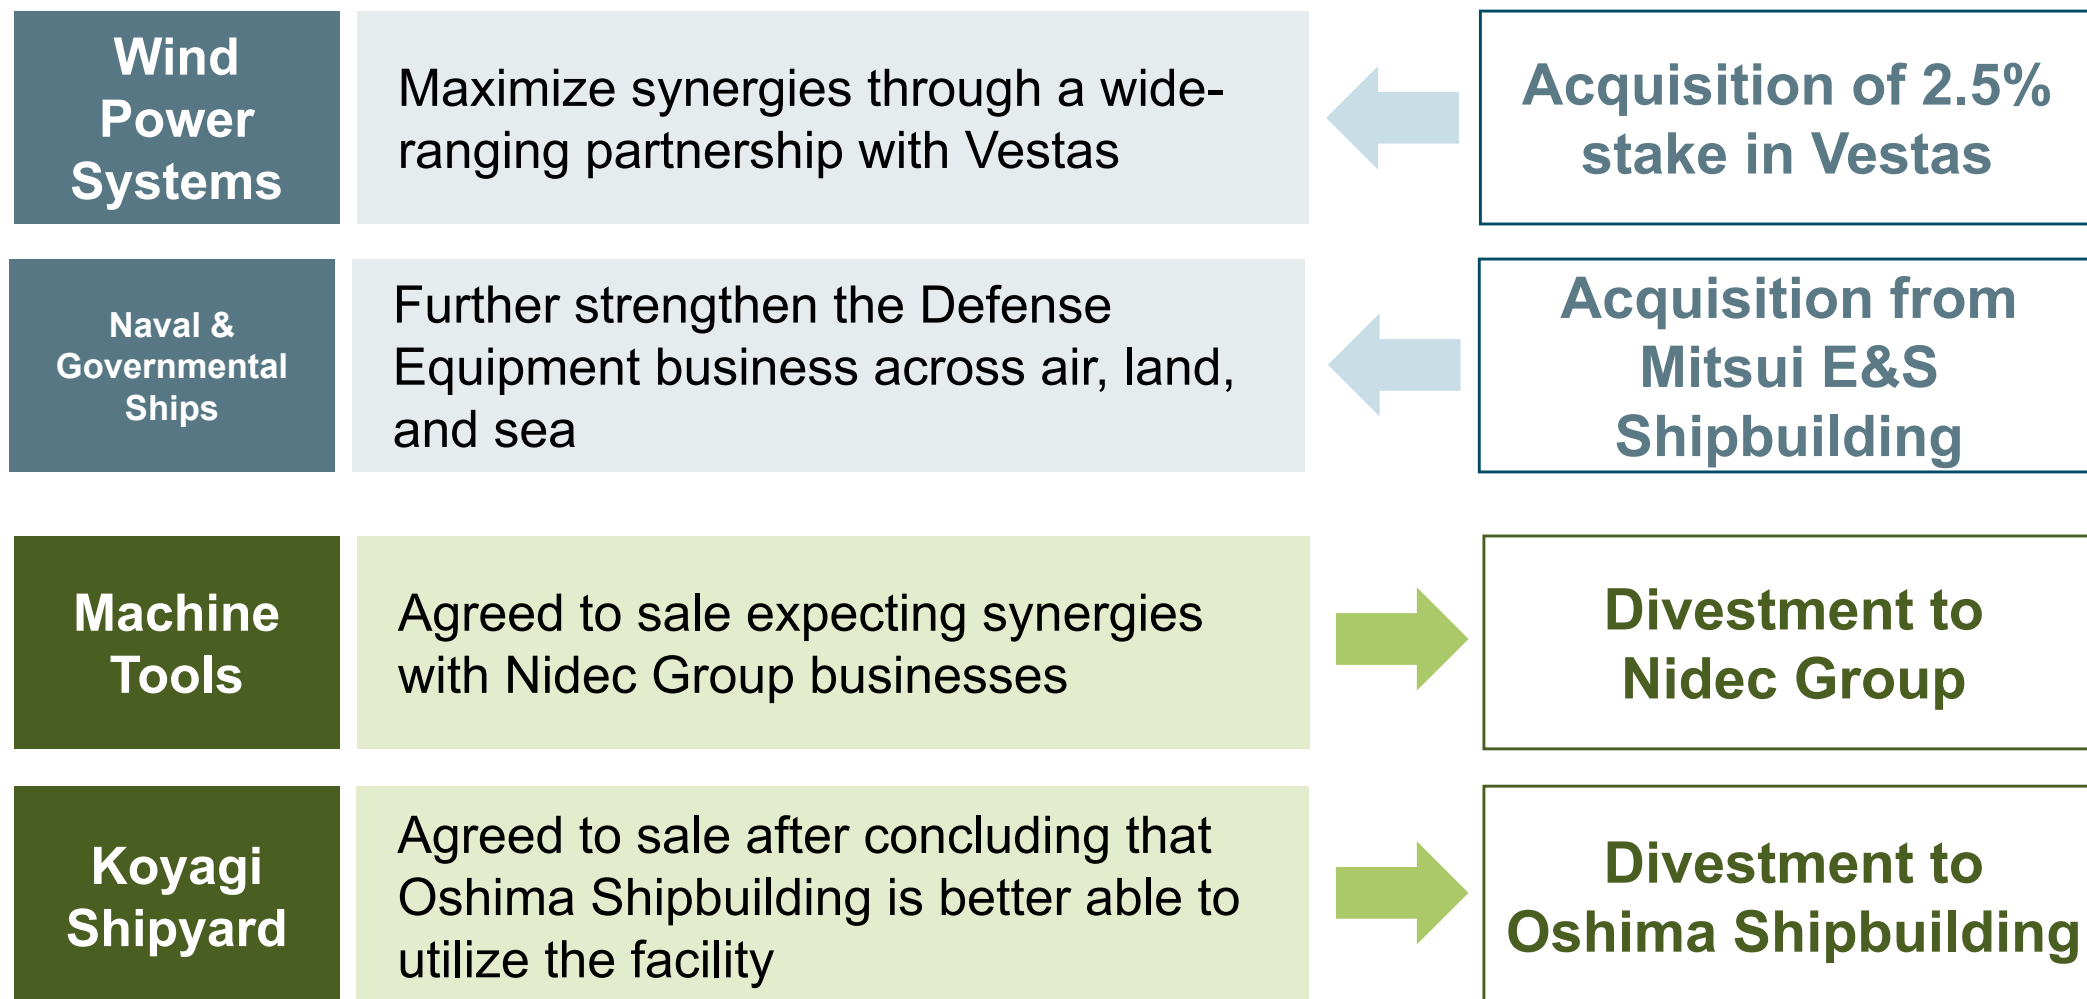 Wind
Power
Systems
Maximize synergies through a wide-
ranging partnership with Vestas
Acquisition of 2.5%
stake in Vestas
Naval &
Governmental
Ships
Further strengthen the Defense
Equipment business across air, land,
and sea
Acquisition from
Mitsui E&S
Shipbuilding
Machine
Tools
Agreed to sale expecting synergies
with Nidec Group businesses
Divestment to
Nidec Group
Koyagi
Shipyard
Agreed to sale after concluding that
Oshima Shipbuilding is better able to
utilize the facility
Divestment to
Oshima Shipbuilding